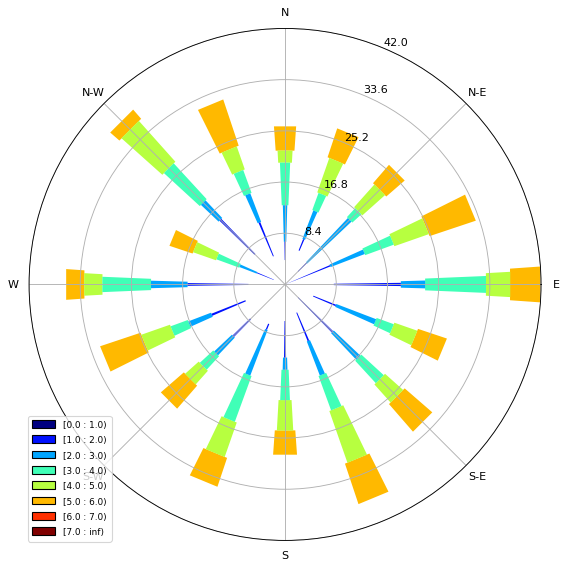 N
42.0
N-W
33.6
N-E
25.2
16.8
8.4
W
E
[0.0 : 1.0)
[1.0 : 2.0)
[2.0 : 3.0)
[3.0 : 4.0)
[4.0 : 5.0)
[5.0 : 6.0)
[6.0 : 7.0)
[7.0 : inf)
S-W
S-E
S